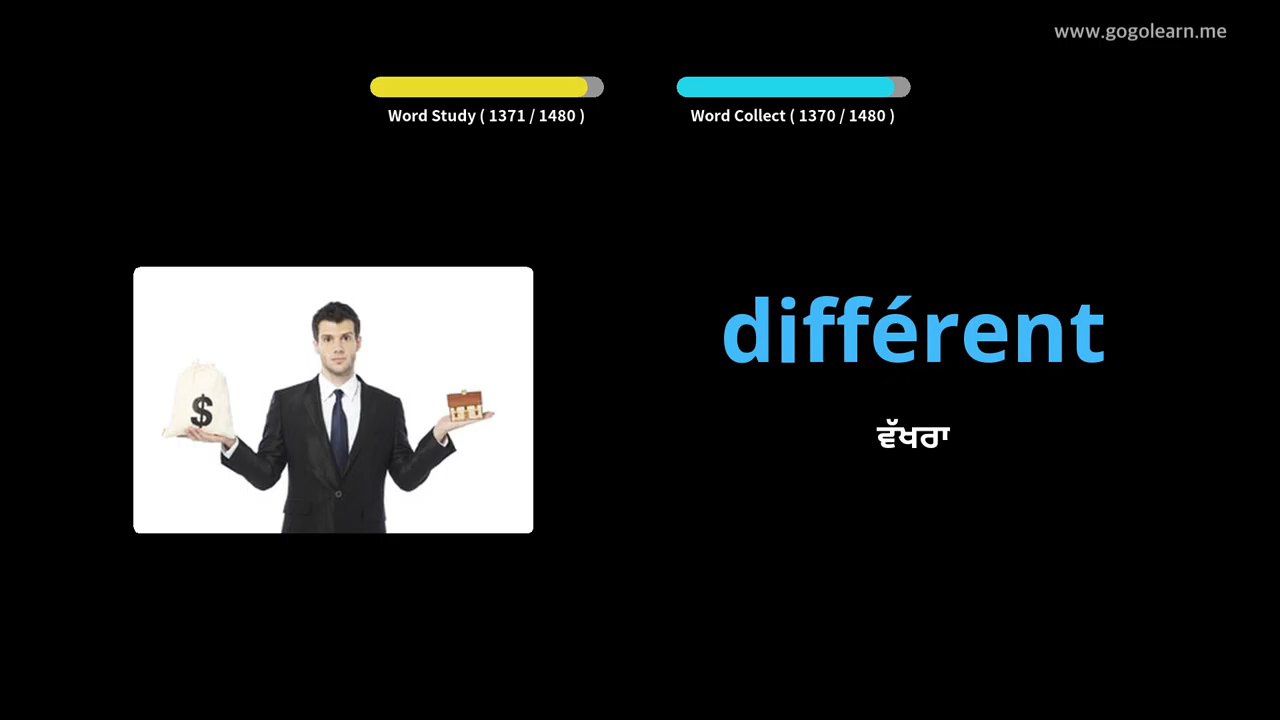 www.gogolearn.me
Word Study ( 1371 / 1480 )
Word Collect ( 1370 / 1480 )
différent
$
ਵੱਖਰਾ